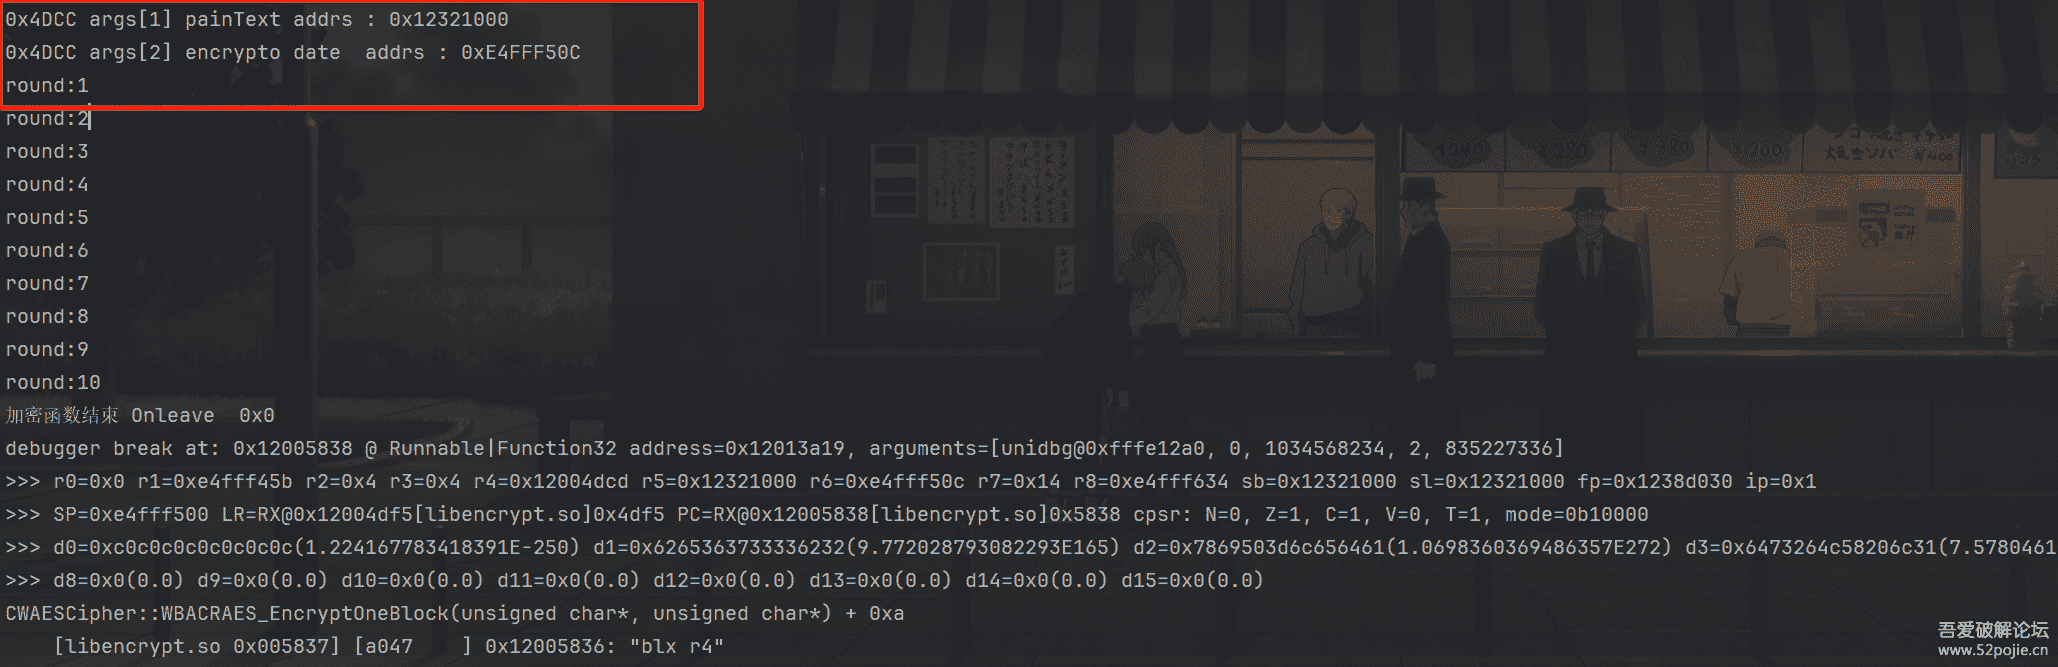 0x4DCC args[1] painText addrs : 0x12321000
0x4DCC args[2] encrypto date  addrs : 0xE4FFF50C
round:1
round:2
round:3
round:4
round:5
round:6
round:7
round:8
round:9
round:10
加密函数结束 Onleave  0x0
debugger break at: 0x12005838 @ Runnable|Function32 address=0x12013a19, arguments=[unidbg@0xfffe12a0, 0, 1034568234, 2, 835227336]
>>> r0=0x0 r1=0xe4fff45b r2=0x4 r3=0x4 r4=0x12004dcd r5=0x12321000 r6=0xe4fff50c r7=0x14 r8=0xe4fff634 sb=0x12321000 sl=0x12321000 fp=0x1238d030 ip=0x1
>>> SP=0xe4fff500 LR=RX@0x12004df5[libencrypt.so]0x4df5 PC=RX@0x12005838[libencrypt.so]0x5838 cpsr: N=0, Z=1, C=1, V=0, T=1, mode=0b10000
>>> d0=0xc0c0c0c0c0c0c0c(1.224167783418391E-250) d1=0x6265363733336232(9.772028793082293E165) d2=0x7869503d6c656461(1.0698360369486357E272) d3=0x6473264c58206c31(7.5780461
>>> d8=0x0(0.0) d9=0x0(0.0) d10=0x0(0.0) d11=0x0(0.0) d12=0x0(0.0) d13=0x0(0.0) d14=0x0(0.0) d15=0x0(0.0)
CWAESCipher::WBACRAES_EncryptOneBlock(unsigned char*, unsigned char*) + 0xa
[libencrypt.so 0x005837] [a047    ] 0x12005836: "blx r4"
吾爱破解论坛
www.52pojie.cn